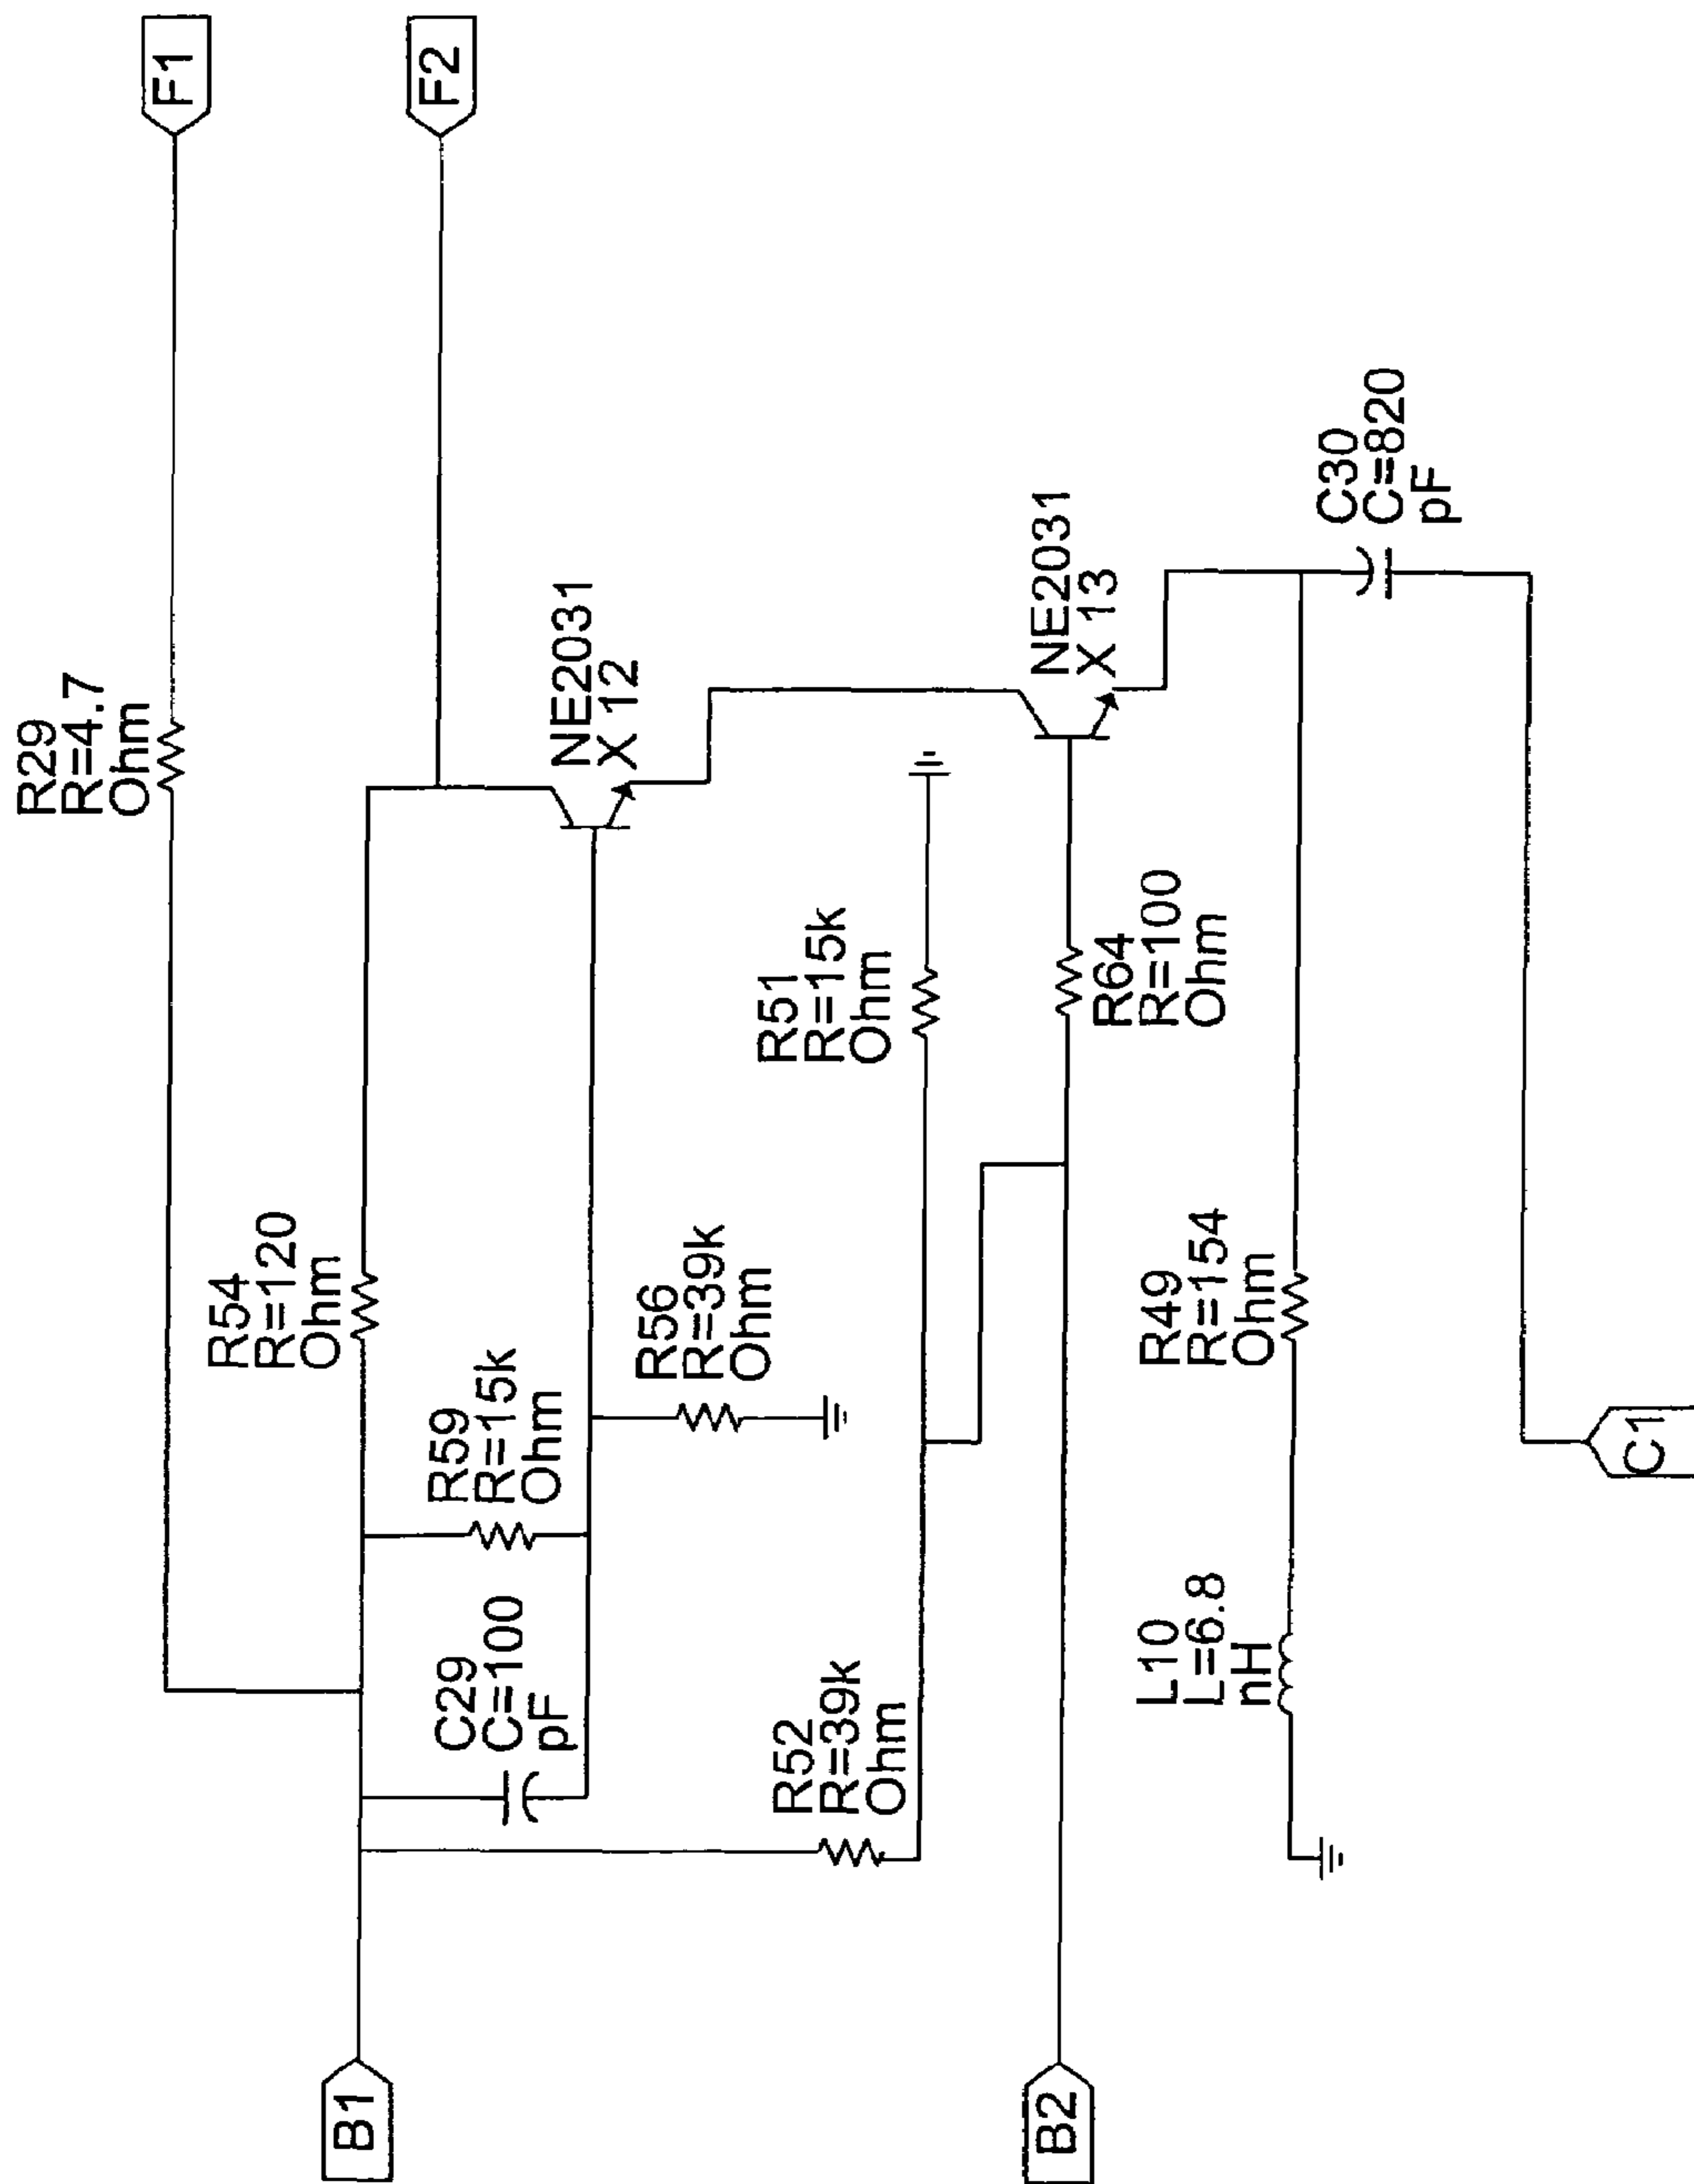 F1
F2
R29
R=4.7
Ohm
R54
R=120
Ohm
NE2031
X 12
R59
R=15k
Ohm
C29
C=100
pF
R56
R=39k
Ohm
R51
R=15k
Ohm
R52
R=39k
Ohm
NE2031
X 13
R64
R=100
Ohm
C30
C=820
pF
R49
R=154
Ohm
L10
L=6.8
nH
B1
B2
C1